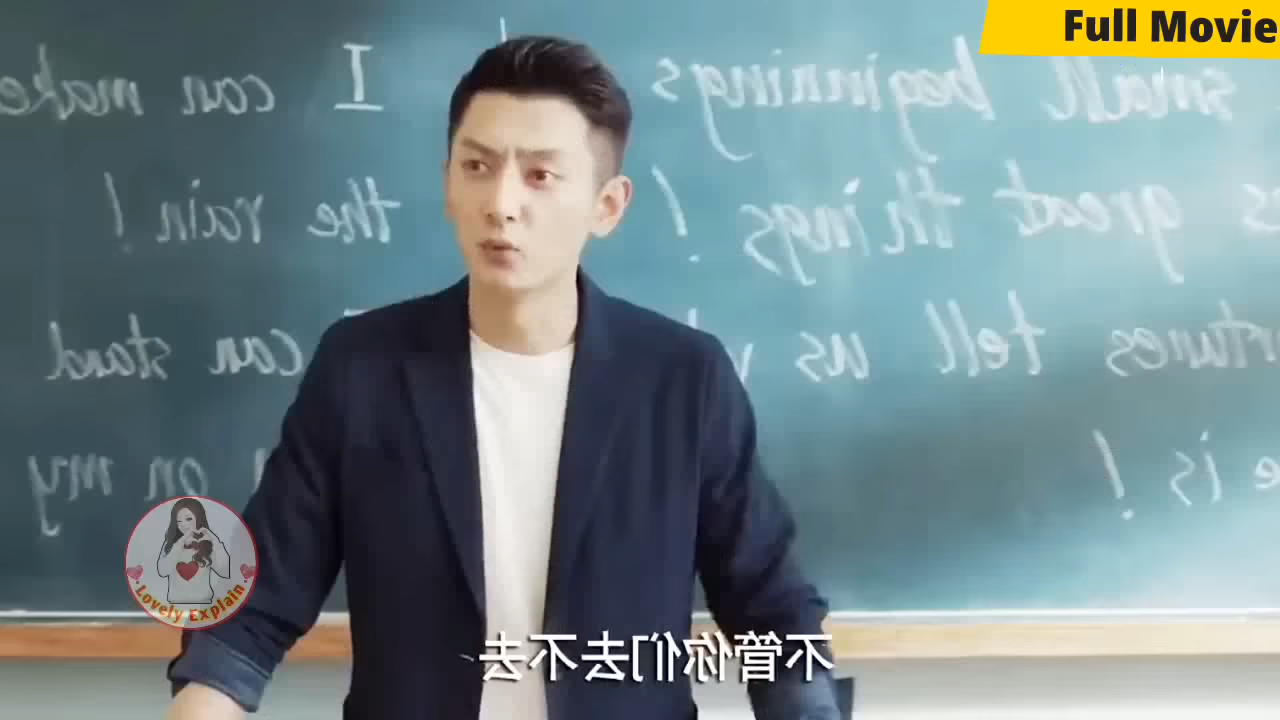 Full Movie
small beginnings I can make
great things! the rain!
tell us can stand
is! on my
Lovely Explain
不管你们去不去